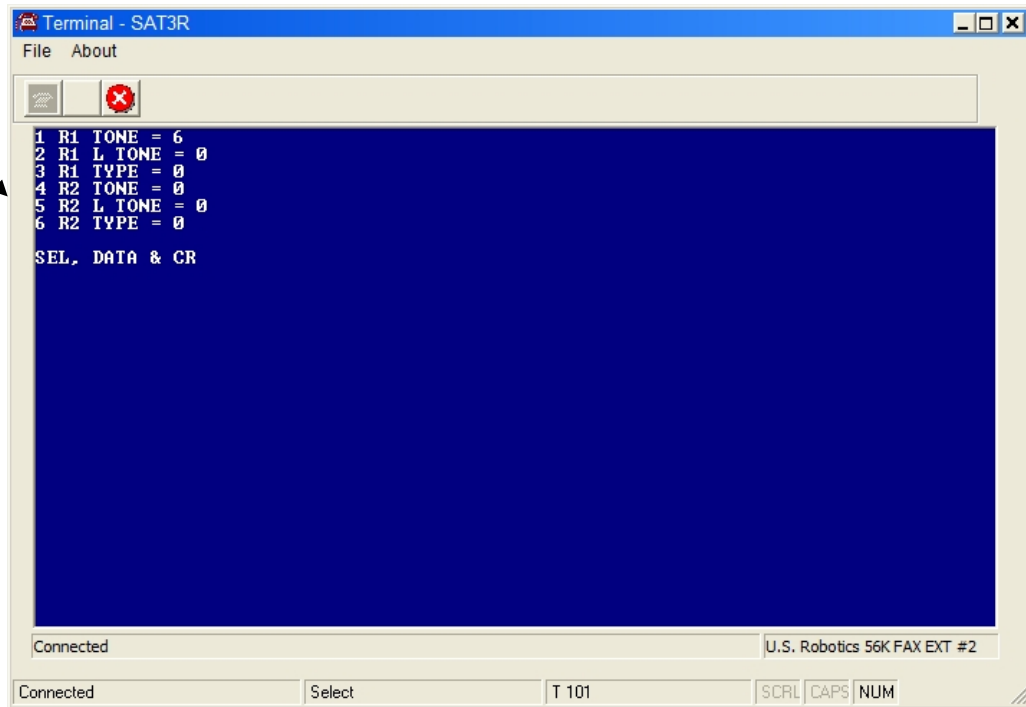 Terminal - SAT3R
File About
1 R1 TONE = 6
2 R1 L TONE = 0
3 R1 TYPE = 0
4 R2 TONE = 0
5 R2 L TONE = 0
6 R2 TYPE = 0
SEL, DATA & CR
Connected U.S. Robotics 56K FAX EXT #2
Connected Select T 101 SCRL CAPS NUM